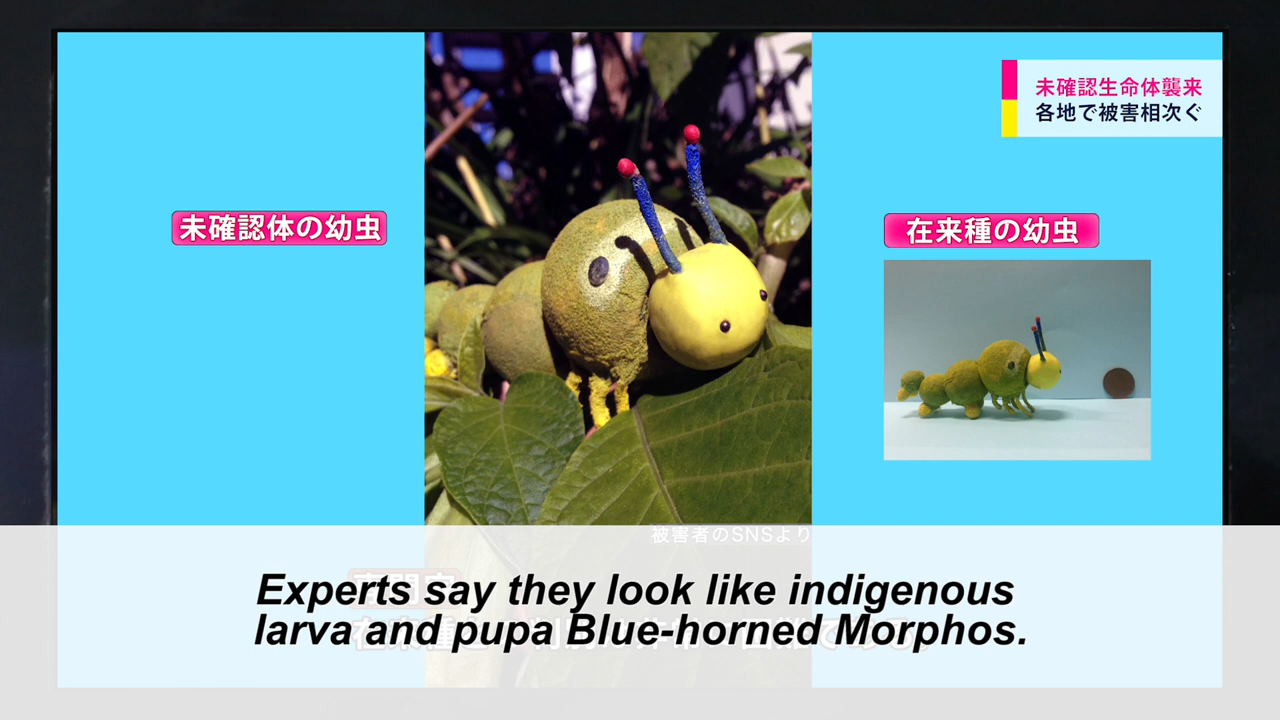 未確認生命体襲来
各地で被害相次ぐ
未確認体の幼虫
在来種の幼虫
被害者のSNSより
Experts say they look like indigenous
larva and pupa Blue-horned Morphos.